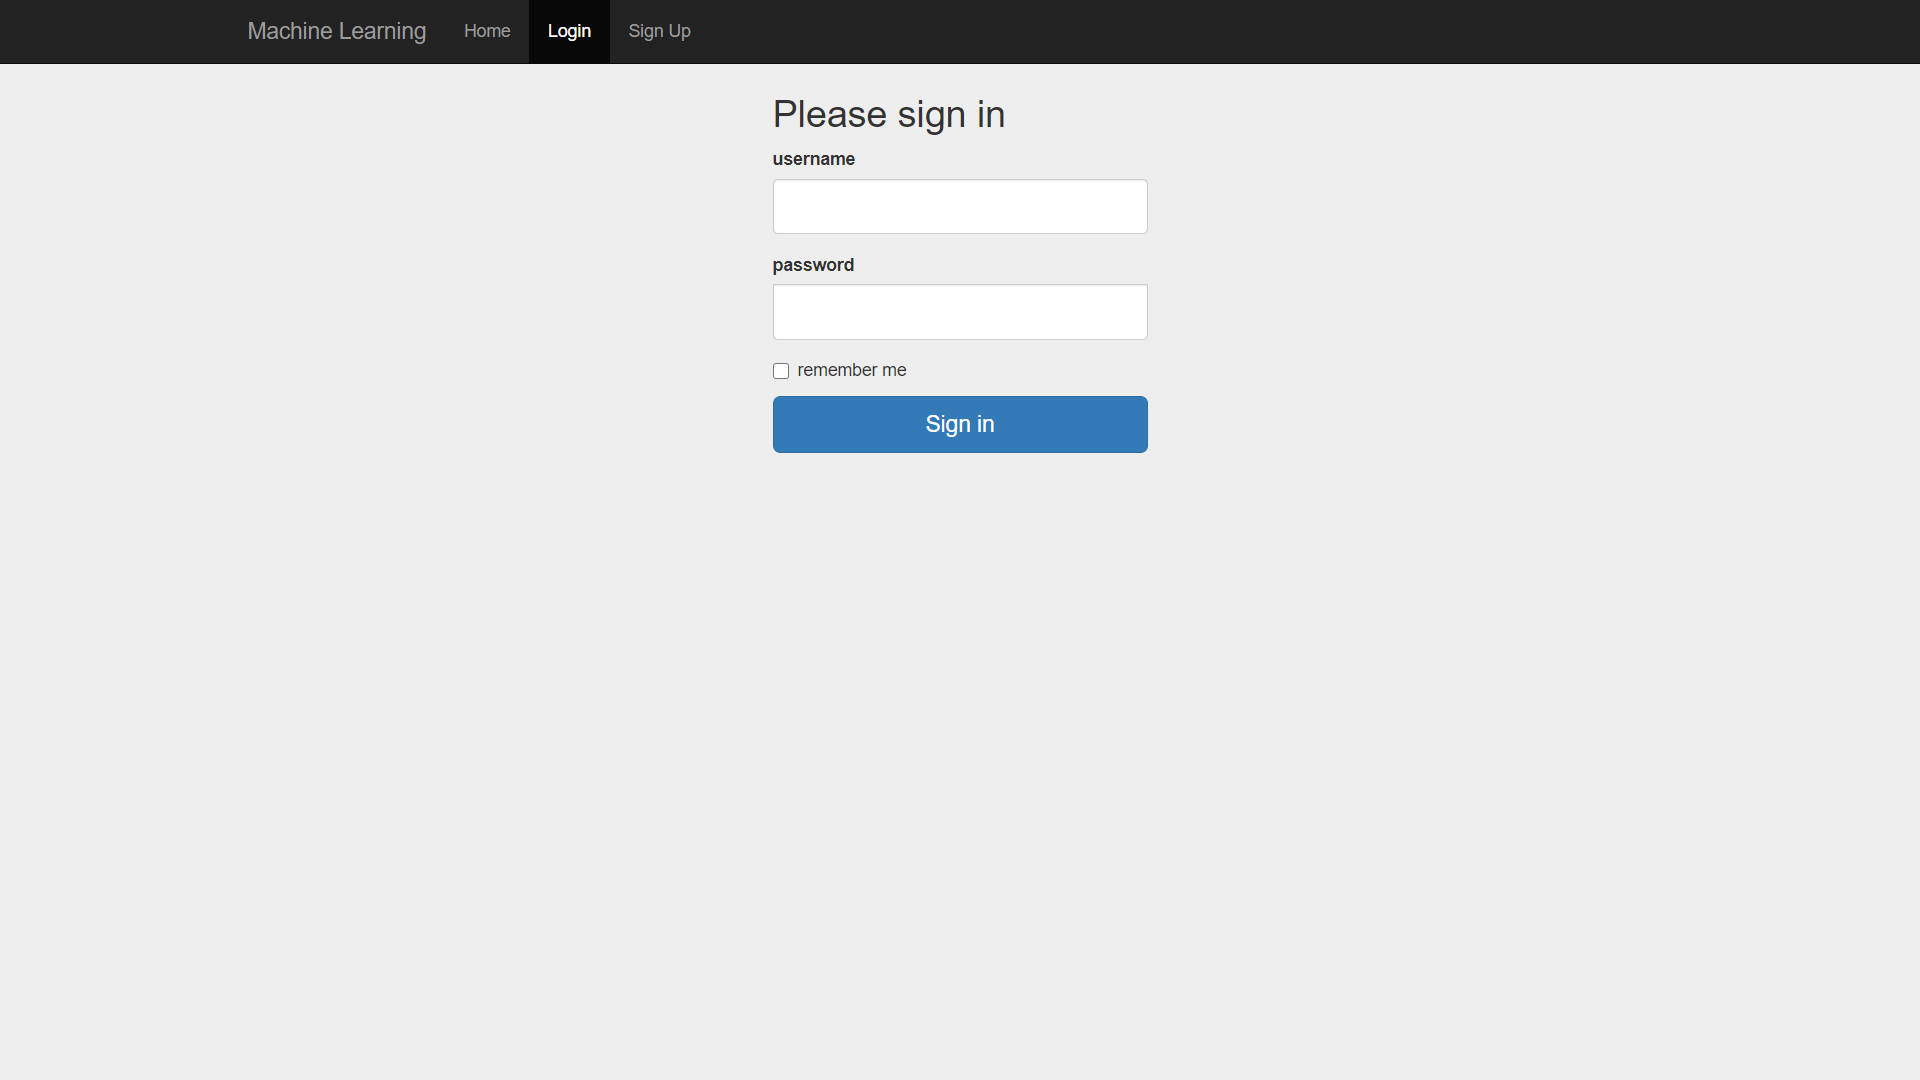 Machine Learning Home Login Sign Up
Please sign in
username
password
remember me
Sign in